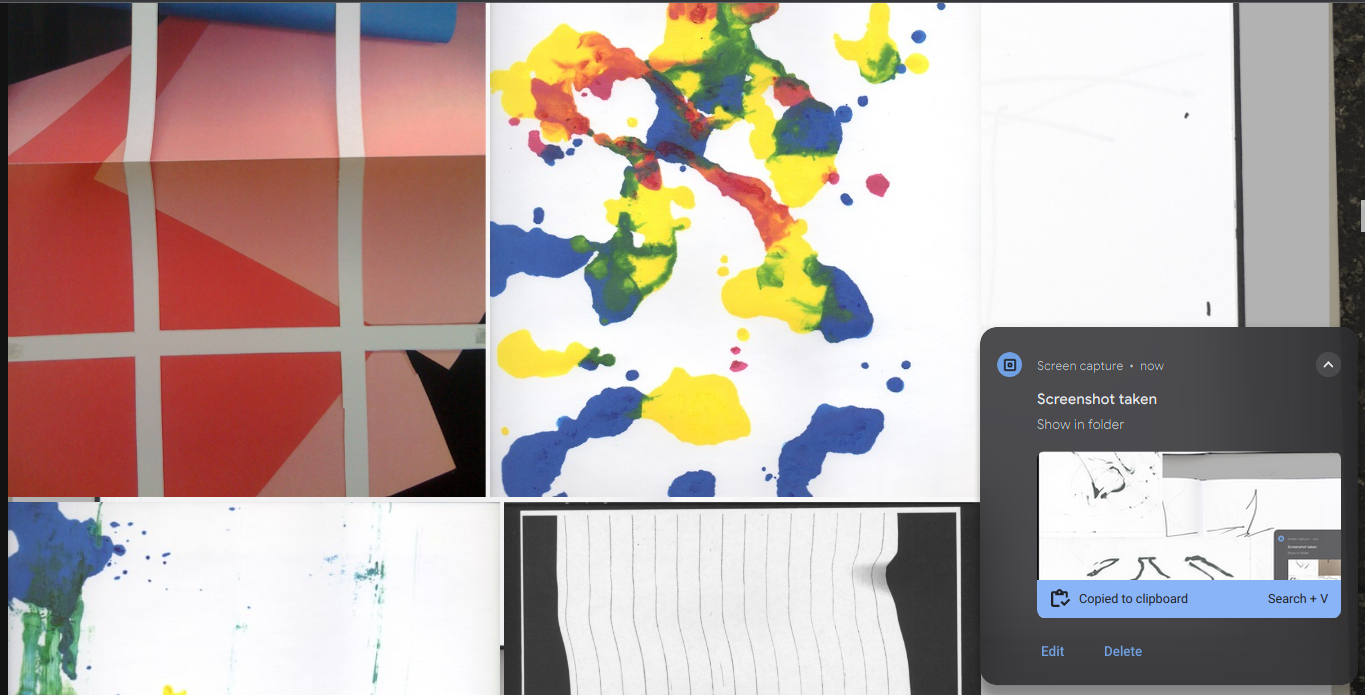 Screen capture • now
Screenshot taken
Show in folder
Copied to clipboard Search + V
Edit Delete